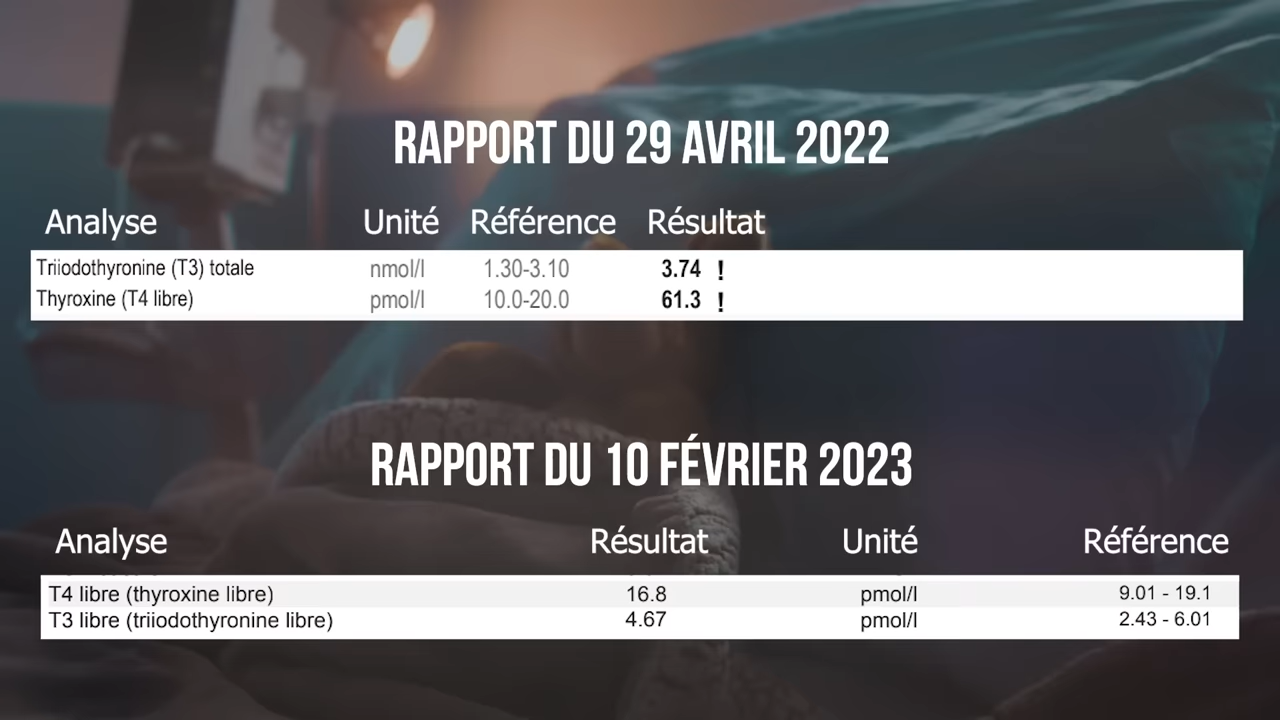 RAPPORT DU 29 AVRIL 2022
Analyse Unité Référence Résultat
Triiodothyronine (T3) totale nmol/l 1.30-3.10 3.74 !
Thyroxine (T4 libre) pmol/l 10.0-20.0 61.3 !
RAPPORT DU 10 FÉVRIER 2023
Analyse Résultat Unité Référence
T4 libre (thyroxine libre) 16.8 pmol/l 9.01 - 19.1
T3 libre (triiodothyronine libre) 4.67 pmol/l 2.43 - 6.01